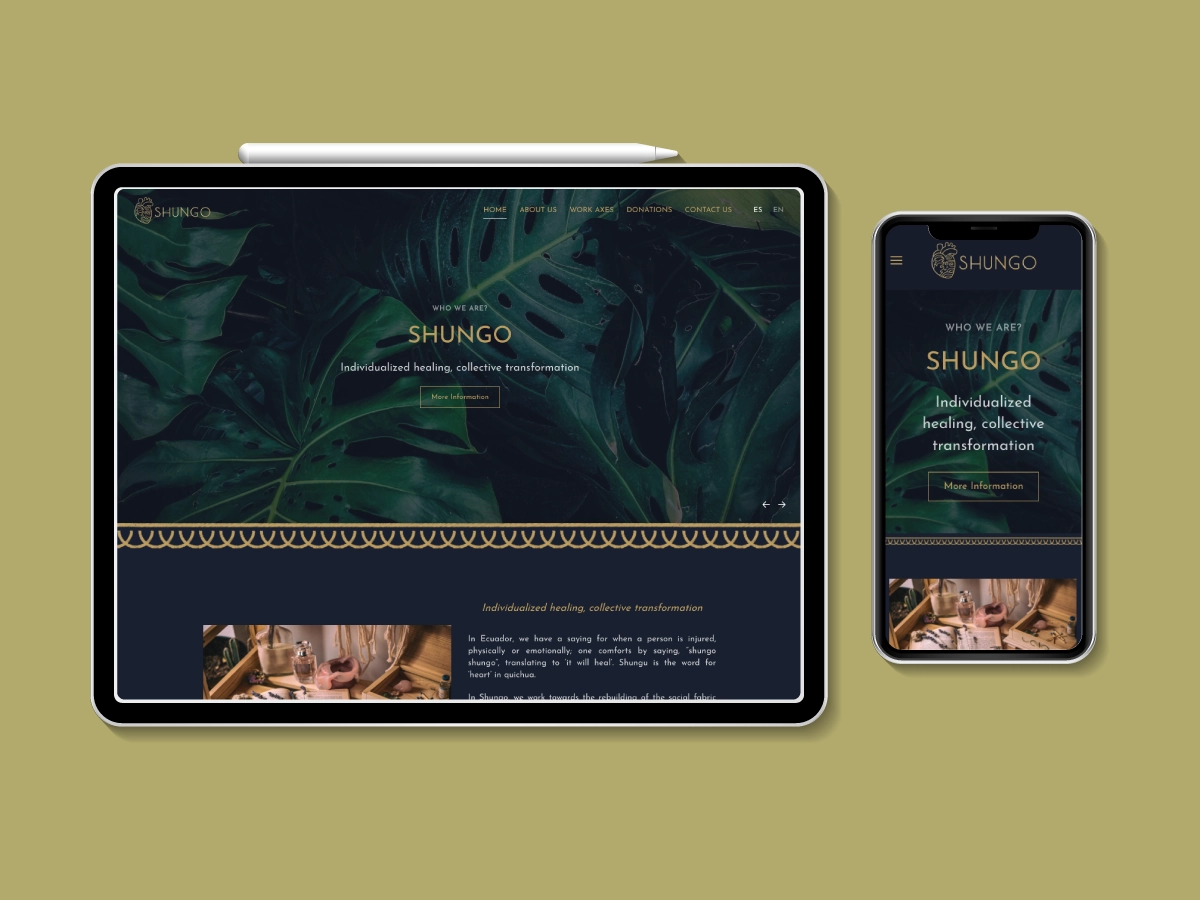 SHUNGO
HOME ABOUT US WORK AXES DONATIONS CONTACT US ES EN
WHO WE ARE?
SHUNGO
Individualized healing, collective transformation
More Information
Individualized healing, collective transformation
In Ecuador, we have a saying for when a person is injured,
physically or emotionally; one comforts by saying, "shungo
shungo", translating to 'it will heal'. Shungu is the word for
'heart' in quichua.
In Shungo, we work towards the rebuilding of the social fabric
SHUNGO
WHO WE ARE?
SHUNGO
Individualized
healing, collective
transformation
More Information